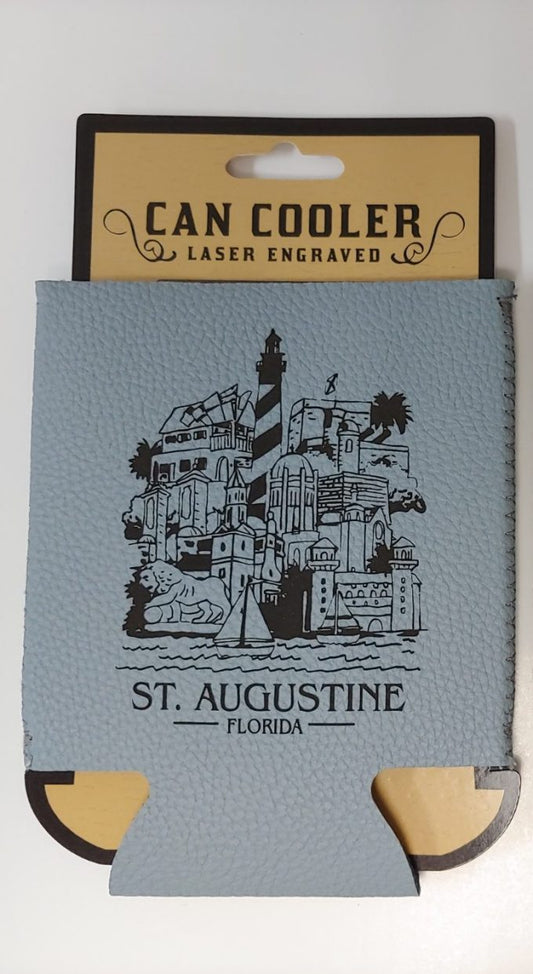 CAN COOLER
LASER ENGRAVED
ST. AUGUSTINE
FLORIDA